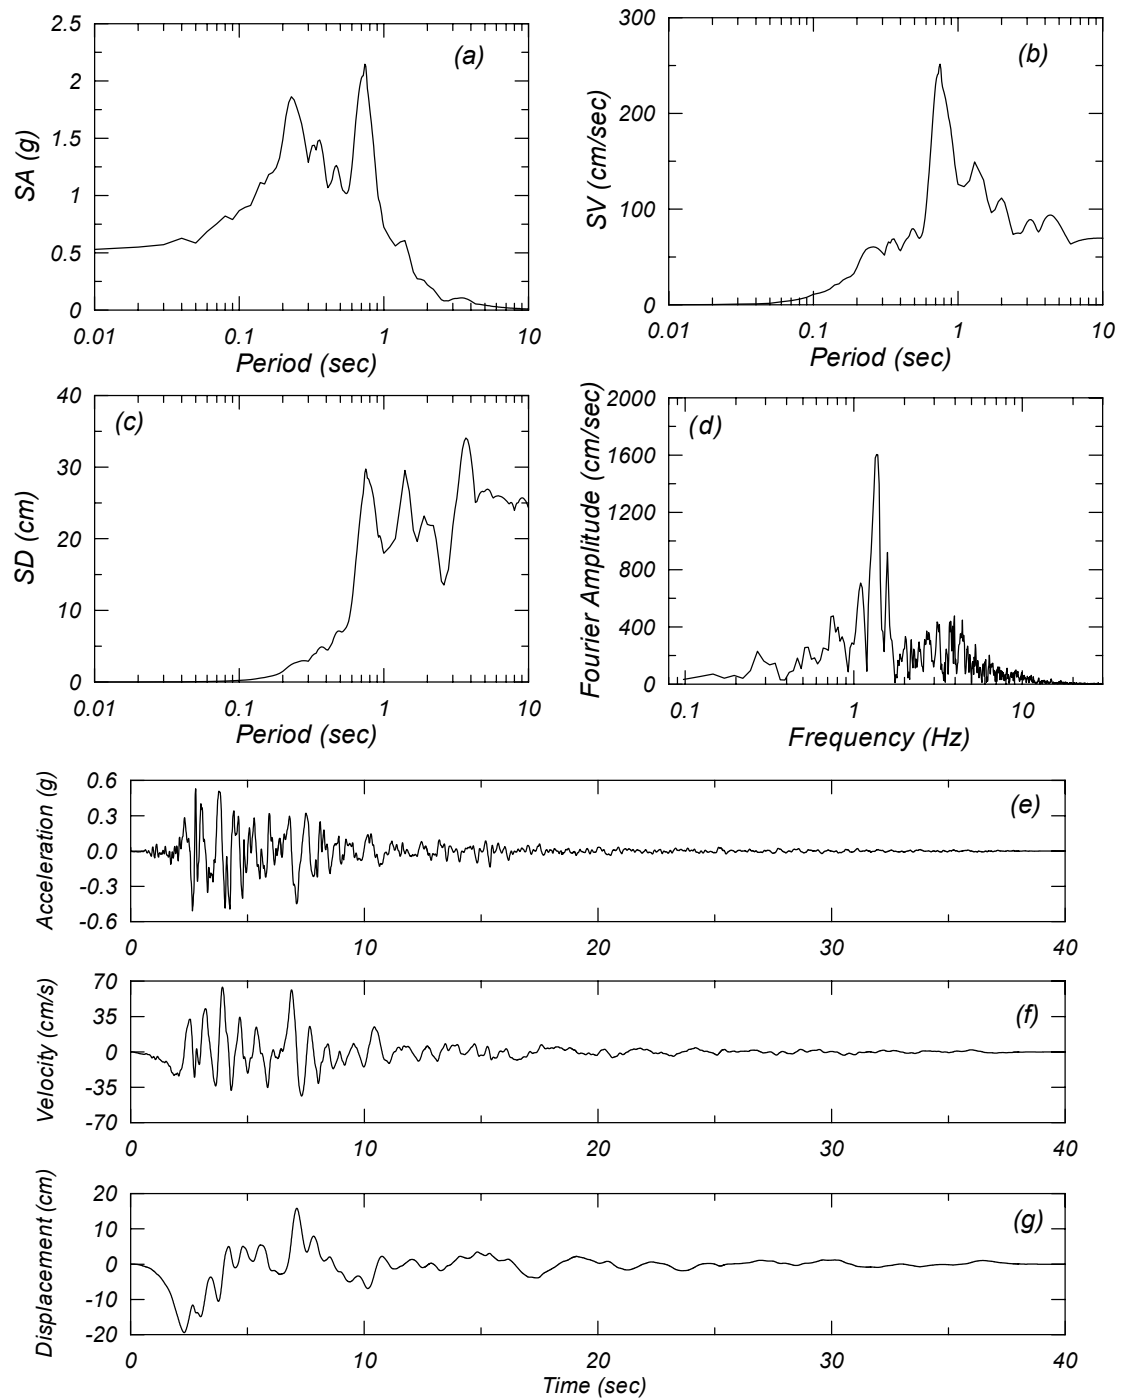 2.5
2
1.5
1
0.5
0
SA (g)
(a)
0.01 0.1 1 10
Period (sec)
300
200
100
0
SV (cm/sec)
(b)
0.01 0.1 1 10
Period (sec)
40
30
20
10
0
SD (cm)
(c)
0.01 0.1 1 10
Period (sec)
2000
1600
1200
800
400
0
Fourier Amplitude (cm/sec)
(d)
0.1 1 10
Frequency (Hz)
0.6
0.3
0.0
-0.3
-0.6
Acceleration (g)
(e)
0 10 20 30 40
70
35
0
-35
-70
Velocity (cm/s)
(f)
0 10 20 30 40
20
10
0
-10
-20
Displacement (cm)
(g)
0 10 20 30 40
Time (sec)